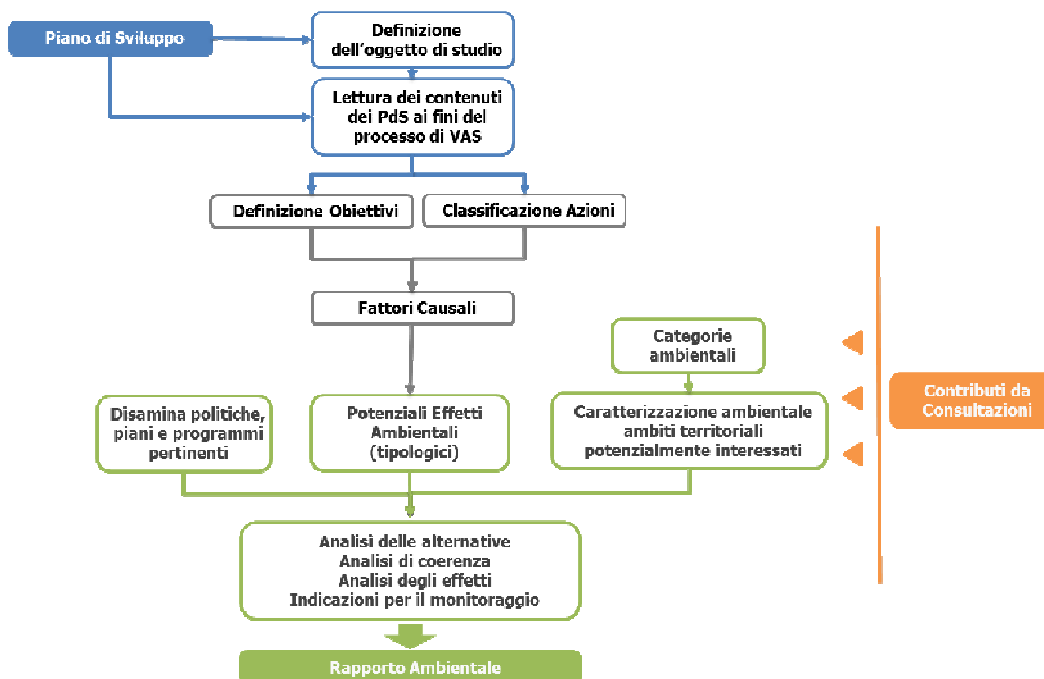 Piano di Sviluppo
Definizione
dell'oggetto di studio
Lettura dei contenuti
dei PdS ai fini del
processo di VAS
Definizione Obiettivi
Classificazione Azioni
Fattori Causali
Categorie
ambientali
Contributi da
Consultazioni
Disamina politiche,
piani e programmi
pertinenti
Potenziali Effetti
Ambientali
(tipologici)
Caratterizzazione ambientale
ambiti territoriali
potenzialmente interessati
Analisi delle alternative
Analisi di coerenza
Analisi degli effetti
Indicazioni per il monitoraggio
Rapporto Ambientale